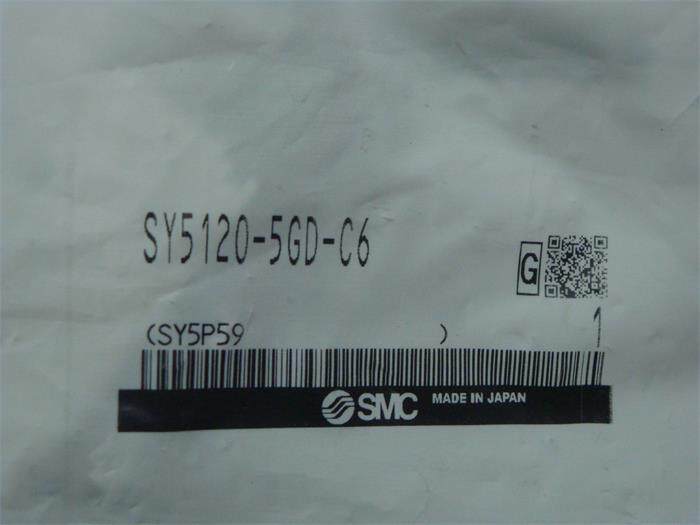 SY5120-5GD-C6
G
(SY5P59 )
1
SMC MADE IN JAPAN